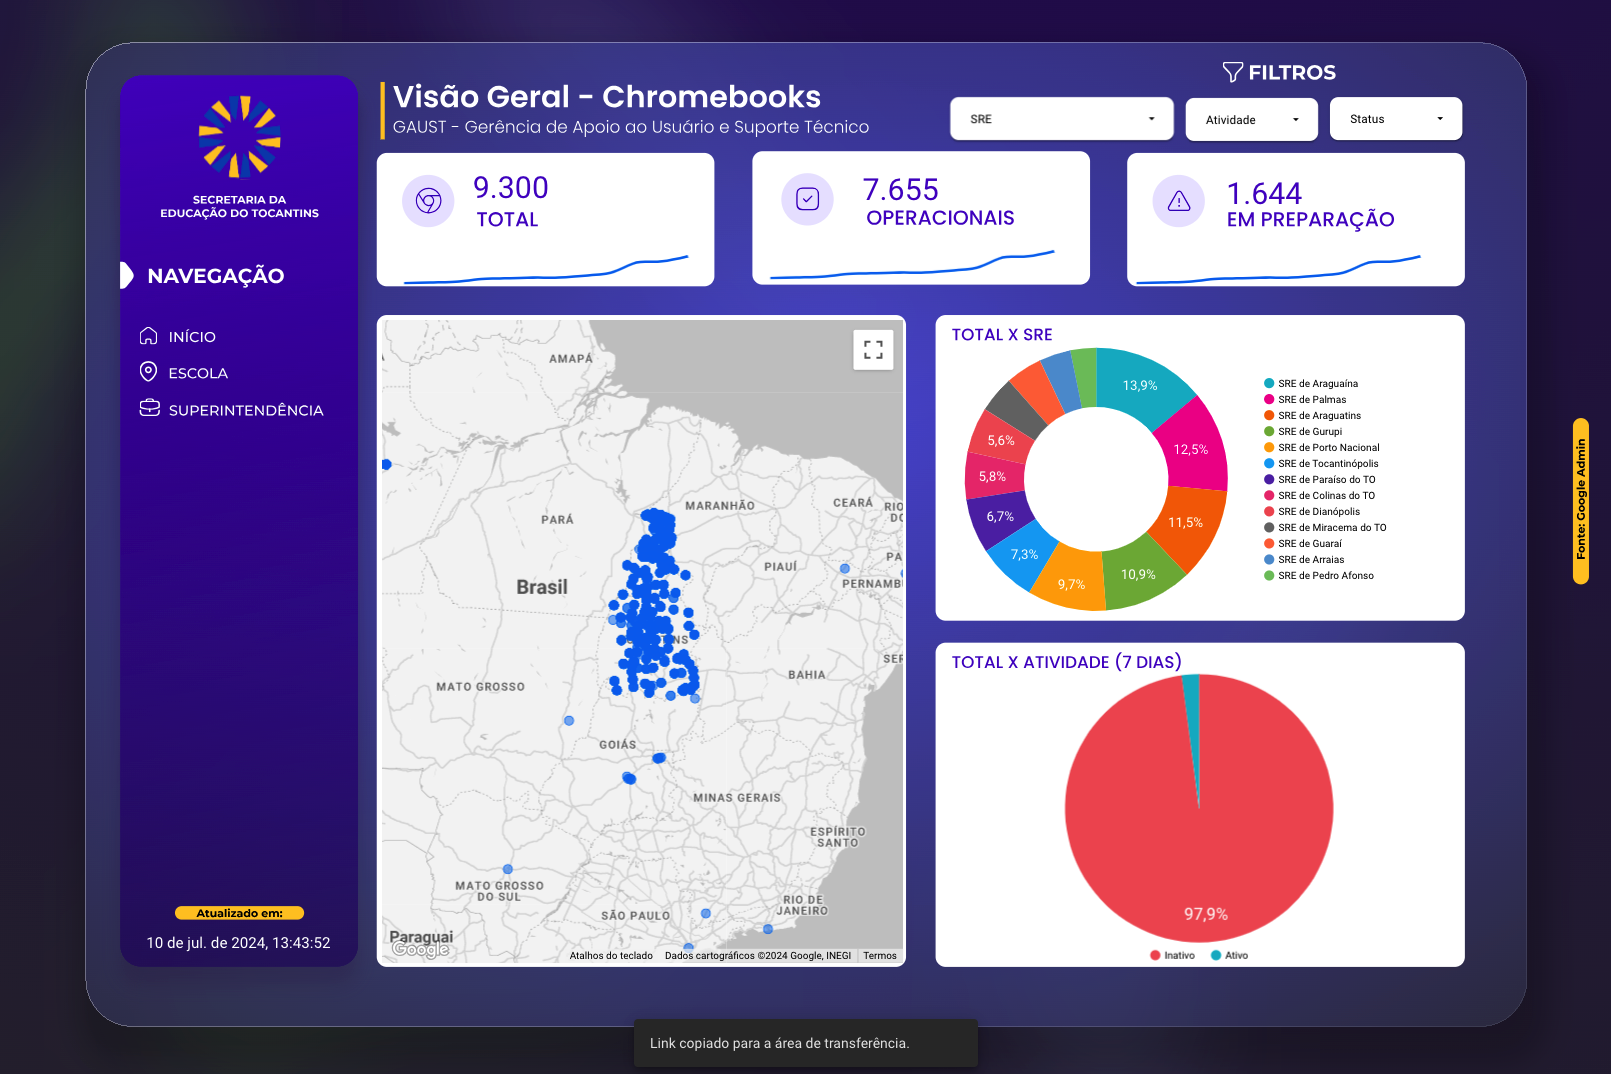 SECRETARIA DA
EDUCAÇÃO DO TOCANTINS
NAVEGAÇÃO
INÍCIO
ESCOLA
SUPERINTENDÊNCIA
Atualizado em:
10 de jul. de 2024, 13:43:52
Visão Geral - Chromebooks
GAUST - Gerência de Apoio ao Usuário e Suporte Técnico
FILTROS
SRE
Atividade
Status
9.300
TOTAL
7.655
OPERACIONAIS
1.644
EM PREPARAÇÃO
AMAPÁ
MARANHÃO
CEARÁ
RIO
DO
PARÁ
PA
PIAUÍ
PERNAMB
Brasil
NS
SER
BAHIA
MATO GROSSO
GOIÁS
MINAS GERAIS
ESPÍRITO
SANTO
MATO GROSSO
DO SUL
RIO DE
JANEIRO
SÃO PAULO
Paraguai
Google
Atalhos do teclado
Dados cartográficos ©2024 Google, INEGI
Termos
TOTAL X SRE
13,9%
12,5%
11,5%
10,9%
9,7%
7,3%
6,7%
5,8%
5,6%
SRE de Araguaína
SRE de Palmas
SRE de Araguatins
SRE de Gurupi
SRE de Porto Nacional
SRE de Tocantinópolis
SRE de Paraíso do TO
SRE de Colinas do TO
SRE de Dianópolis
SRE de Miracema do TO
SRE de Guaraí
SRE de Arraias
SRE de Pedro Afonso
TOTAL X ATIVIDADE (7 DIAS)
97,9%
Inativo
Ativo
Fonte: Google Admin
Link copiado para a área de transferência.